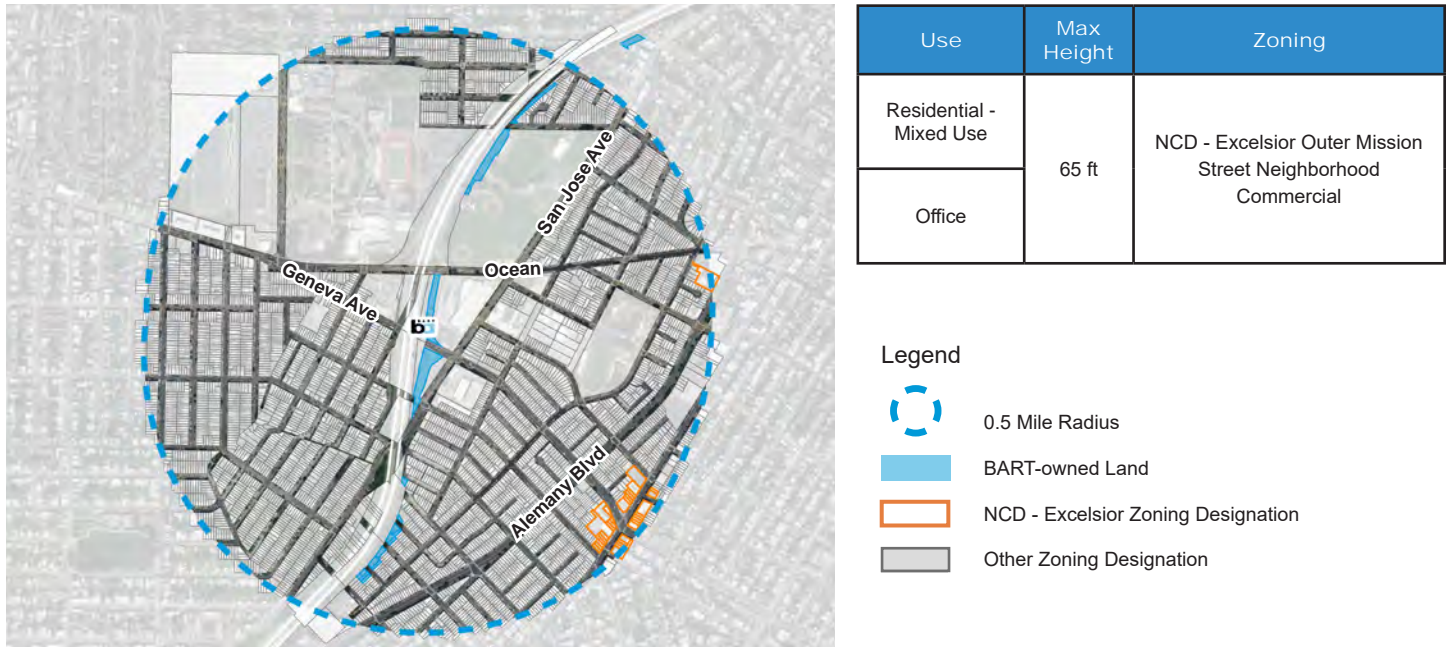 San Jose Ave
Ocean
Geneva Ave
ba
Alemany Blvd
Use
Max
Height
Zoning
Residential -
Mixed Use
Office
65 ft
NCD - Excelsior Outer Mission
Street Neighborhood
Commercial
Legend
0.5 Mile Radius
BART-owned Land
NCD - Excelsior Zoning Designation
Other Zoning Designation